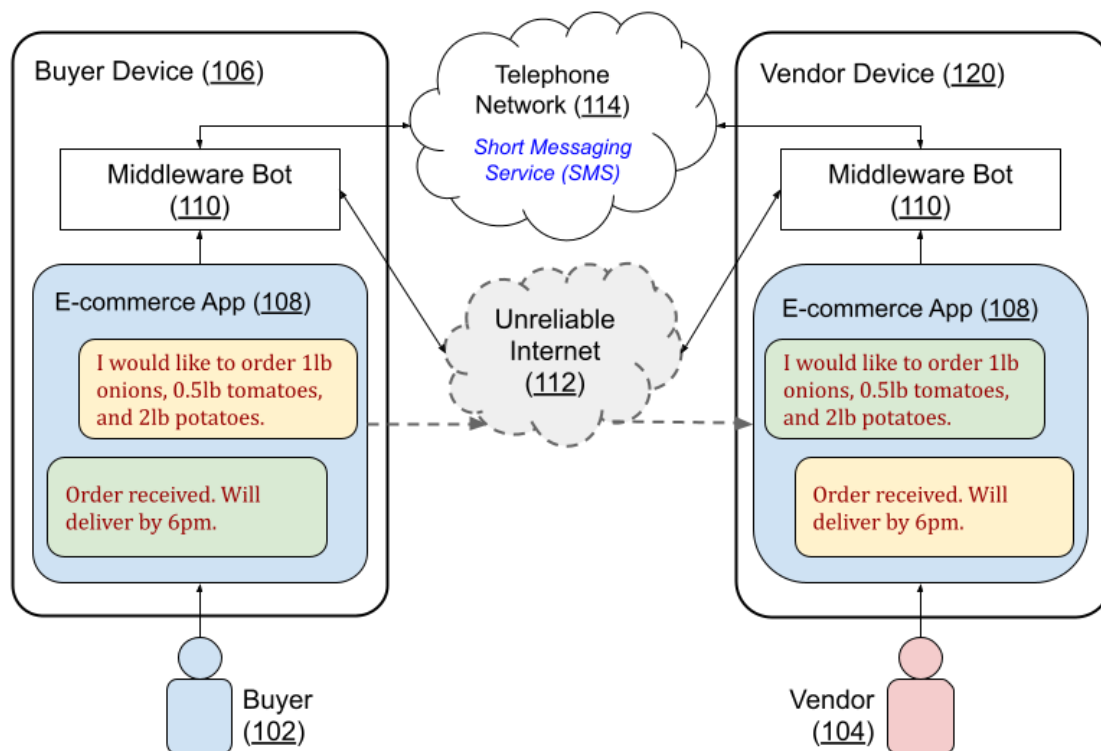 Buyer Device (106)
Middleware Bot
(110)
E-commerce App (108)
I would like to order 1lb
onions, 0.5lb tomatoes,
and 2lb potatoes.
Order received. Will
deliver by 6pm.
Buyer
(102)
Telephone
Network (114)
Short Messaging
Service (SMS)
Unreliable
Internet
(112)
Vendor Device (120)
Middleware Bot
(110)
E-commerce App (108)
I would like to order 1lb
onions, 0.5lb tomatoes,
and 2lb potatoes.
Order received. Will
deliver by 6pm.
Vendor
(104)